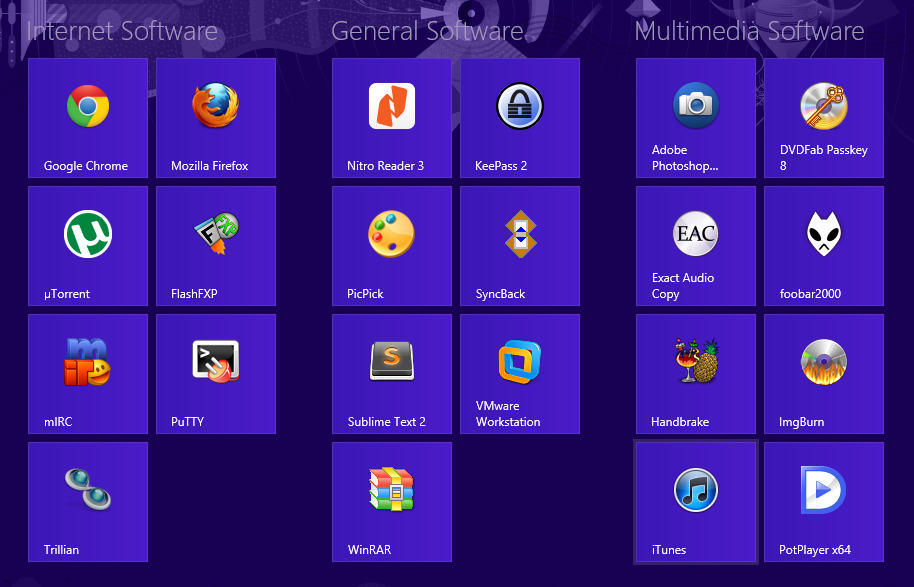 Internet Software
Google Chrome
Mozilla Firefox
µTorrent
FlashFXP
mIRC
PuTTY
Trillian
General Software
Nitro Reader 3
KeePass 2
PicPick
SyncBack
Sublime Text 2
VMware
Workstation
WinRAR
Multimedia Software
Adobe
Photoshop...
DVDFab Passkey
8
EAC
Exact Audio
Copy
foobar2000
Handbrake
ImgBurn
iTunes
PotPlayer x64